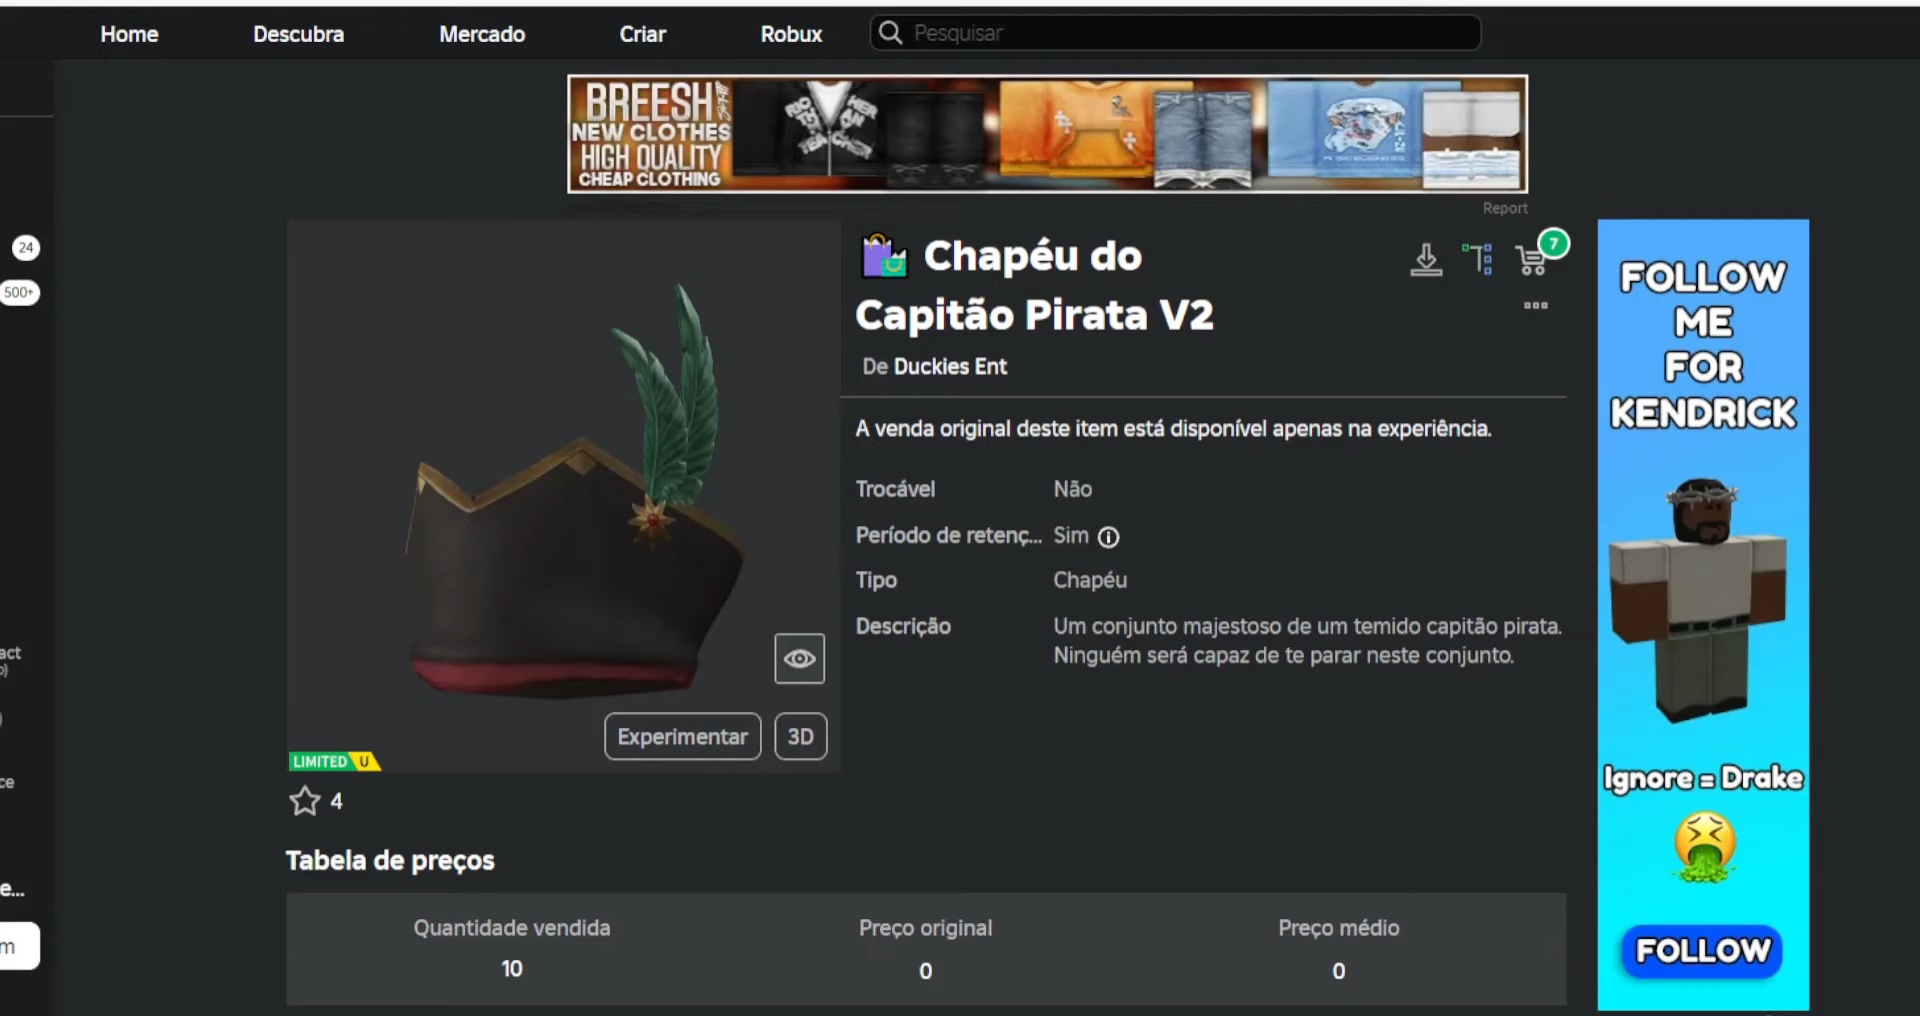 Home Descubra Mercado Criar Robux Pesquisar
BREESH
NEW CLOTHES
HIGH QUALITY
CHEAP CLOTHING
Report
24
500+
Chapéu do
Capitão Pirata V2
7
De Duckies Ent
A venda original deste item está disponível apenas na experiência.
Trocável Não
Período de retenç... Sim
Tipo Chapéu
Descrição Um conjunto majestoso de um temido capitão pirata.
Ninguém será capaz de te parar neste conjunto.
Experimentar 3D
LIMITED U
4
Tabela de preços
Quantidade vendida Preço original Preço médio
10 0 0
act
ce
e...
m
FOLLOW
ME
FOR
KENDRICK
Ignore = Drake
FOLLOW